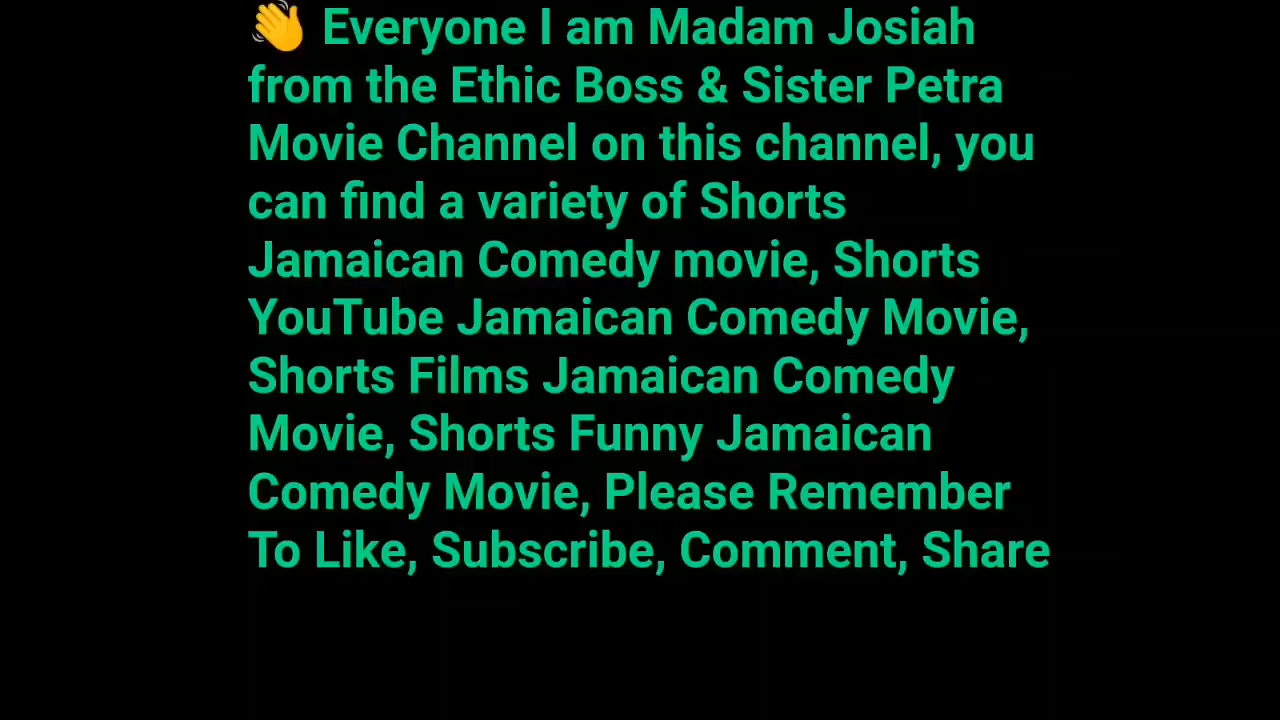 👋 Everyone I am Madam Josiah
from the Ethic Boss & Sister Petra
Movie Channel on this channel, you
can find a variety of Shorts
Jamaican Comedy movie, Shorts
YouTube Jamaican Comedy Movie,
Shorts Films Jamaican Comedy
Movie, Shorts Funny Jamaican
Comedy Movie, Please Remember
To Like, Subscribe, Comment, Share